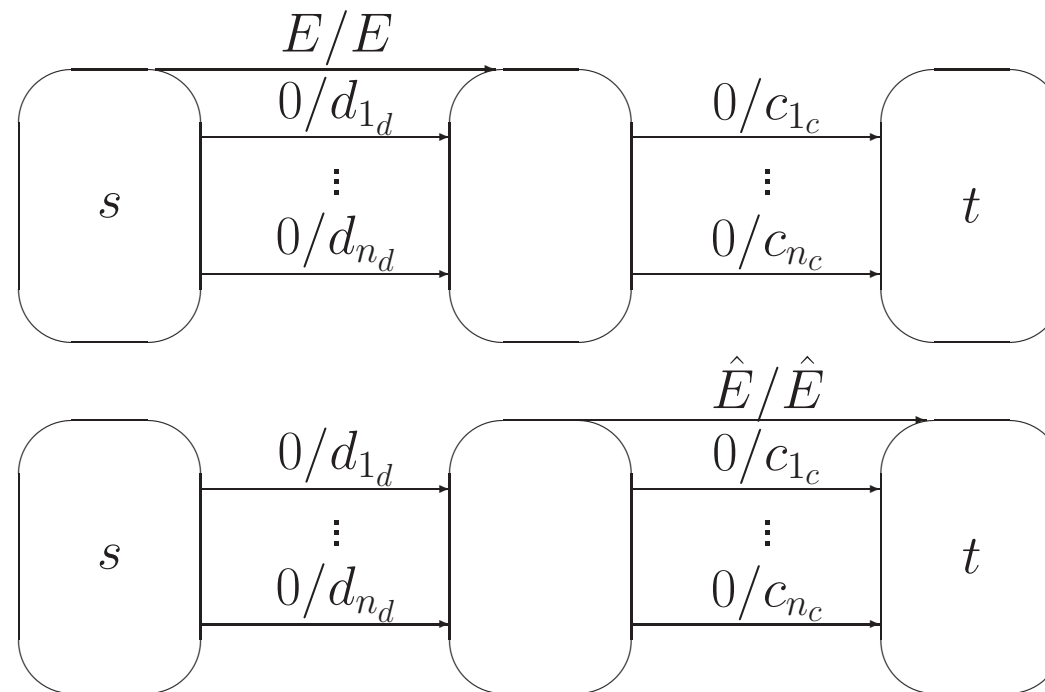 E/E
0/d_{1_d} 0/c_{1_c}
⋮ ⋮
s t
0/d_{n_d} 0/c_{n_c}
Ê/Ê
0/d_{1_d} 0/c_{1_c}
⋮ ⋮
s t
0/d_{n_d} 0/c_{n_c}